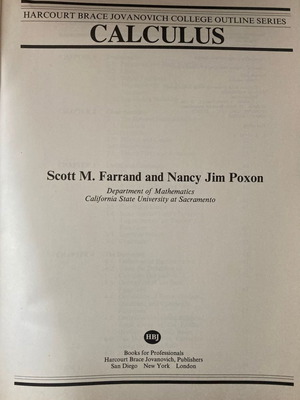 HARCOURT BRACE JOVANOVICH COLLEGE OUTLINE SERIES
CALCULUS
Scott M. Farrand and Nancy Jim Poxon
Department of Mathematics
California State University at Sacramento
HBJ
Books for Professionals
Harcourt Brace Jovanovich, Publishers
San Diego New York London